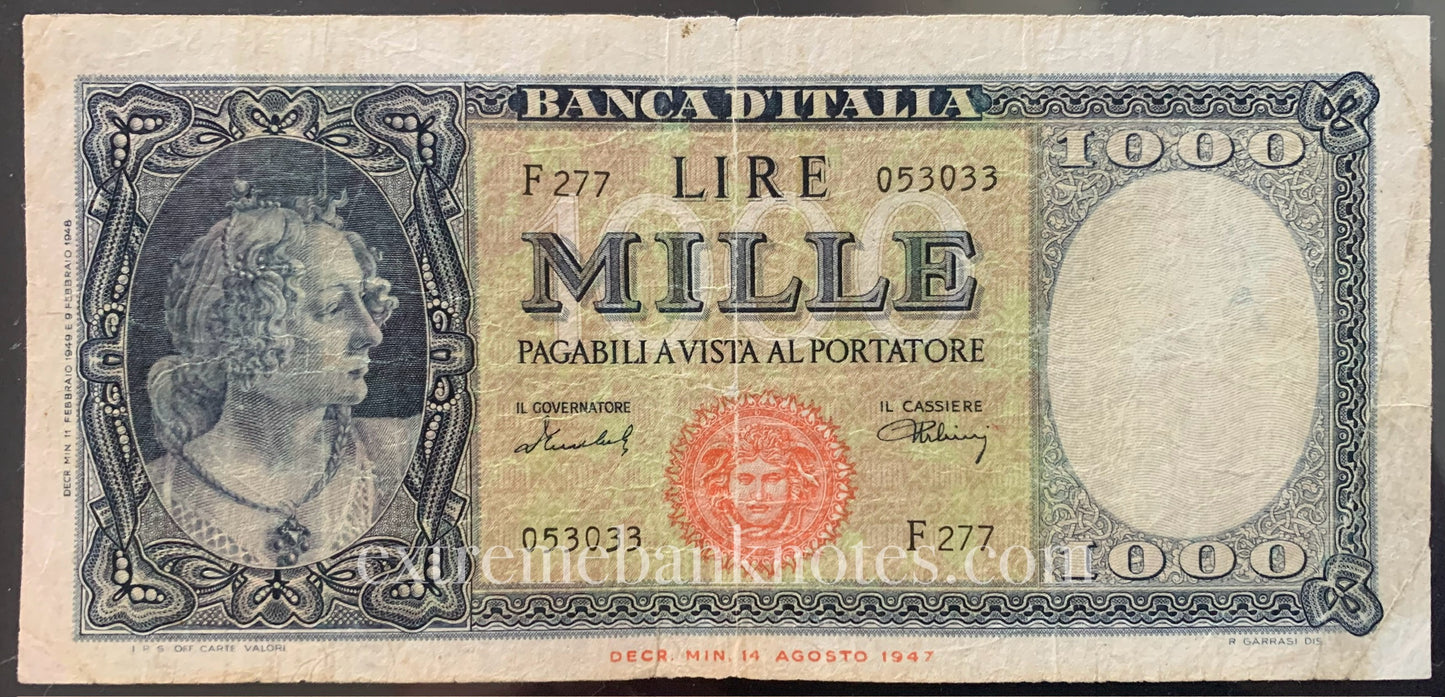 BANCA D'ITALIA
1000
F 277 LIRE 053033
1000
MILLE
PAGABILI A VISTA AL PORTATORE
IL GOVERNATORE
IL CASSIERE
053033 F 277
extremebanknotes.com
1000
DECR. MIN. 11 FEBBRAIO 1949 E 9 FEBBRAIO 1948
I. P. S. OFF. CARTE VALORI
R GARRASI DIS.
DECR. MIN. 14 AGOSTO 1947